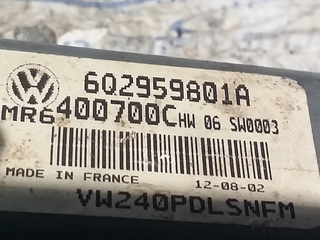 6Q2959801A
MR6400700C HW 06 SW0003
MADE IN FRANCE 12-08-02
VW240PDLSNFM